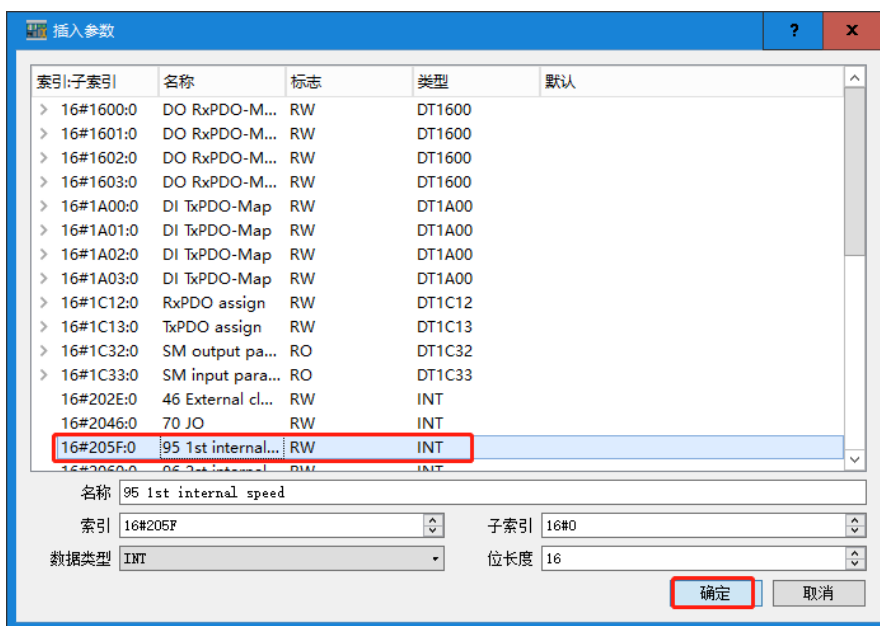 插入参数 ? x
索引:子索引 名称 标志 类型 默认
16#1600:0 DO RxPDO-M... RW DT1600
16#1601:0 DO RxPDO-M... RW DT1600
16#1602:0 DO RxPDO-M... RW DT1600
16#1603:0 DO RxPDO-M... RW DT1600
16#1A00:0 DI TxPDO-Map RW DT1A00
16#1A01:0 DI TxPDO-Map RW DT1A00
16#1A02:0 DI TxPDO-Map RW DT1A00
16#1A03:0 DI TxPDO-Map RW DT1A00
16#1C12:0 RxPDO assign RW DT1C12
16#1C13:0 TxPDO assign RW DT1C13
16#1C32:0 SM output pa... RO DT1C32
16#1C33:0 SM input para... RO DT1C33
16#202E:0 46 External cl... RW INT
16#2046:0 70 JO RW INT
16#205F:0 95 1st internal... RW INT
16#2060:0 96 2st internal RW INT
名称 95 1st internal speed
索引 16#205F 子索引 16#0
数据类型 INT 位长度 16
确定 取消